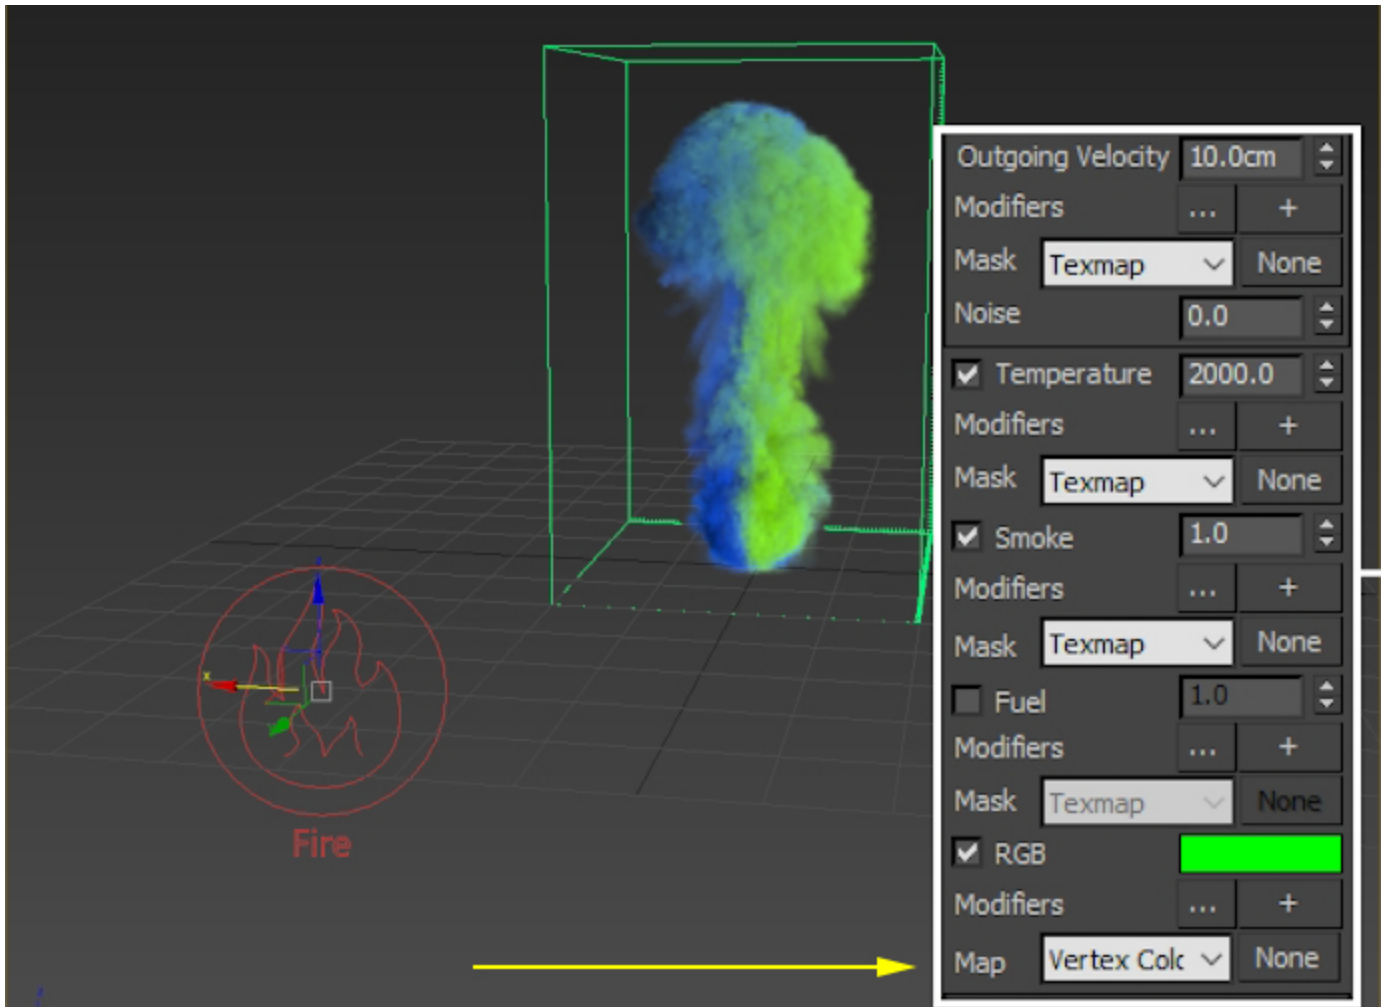 Outgoing Velocity 10.0cm
Modifiers ... +
Mask Texmap None
Noise 0.0
Temperature 2000.0
Modifiers ... +
Mask Texmap None
Smoke 1.0
Modifiers ... +
Mask Texmap None
Fuel 1.0
Modifiers ... +
Mask Texmap None
RGB
Modifiers ... +
Map Vertex Colc None
x
Fire
z